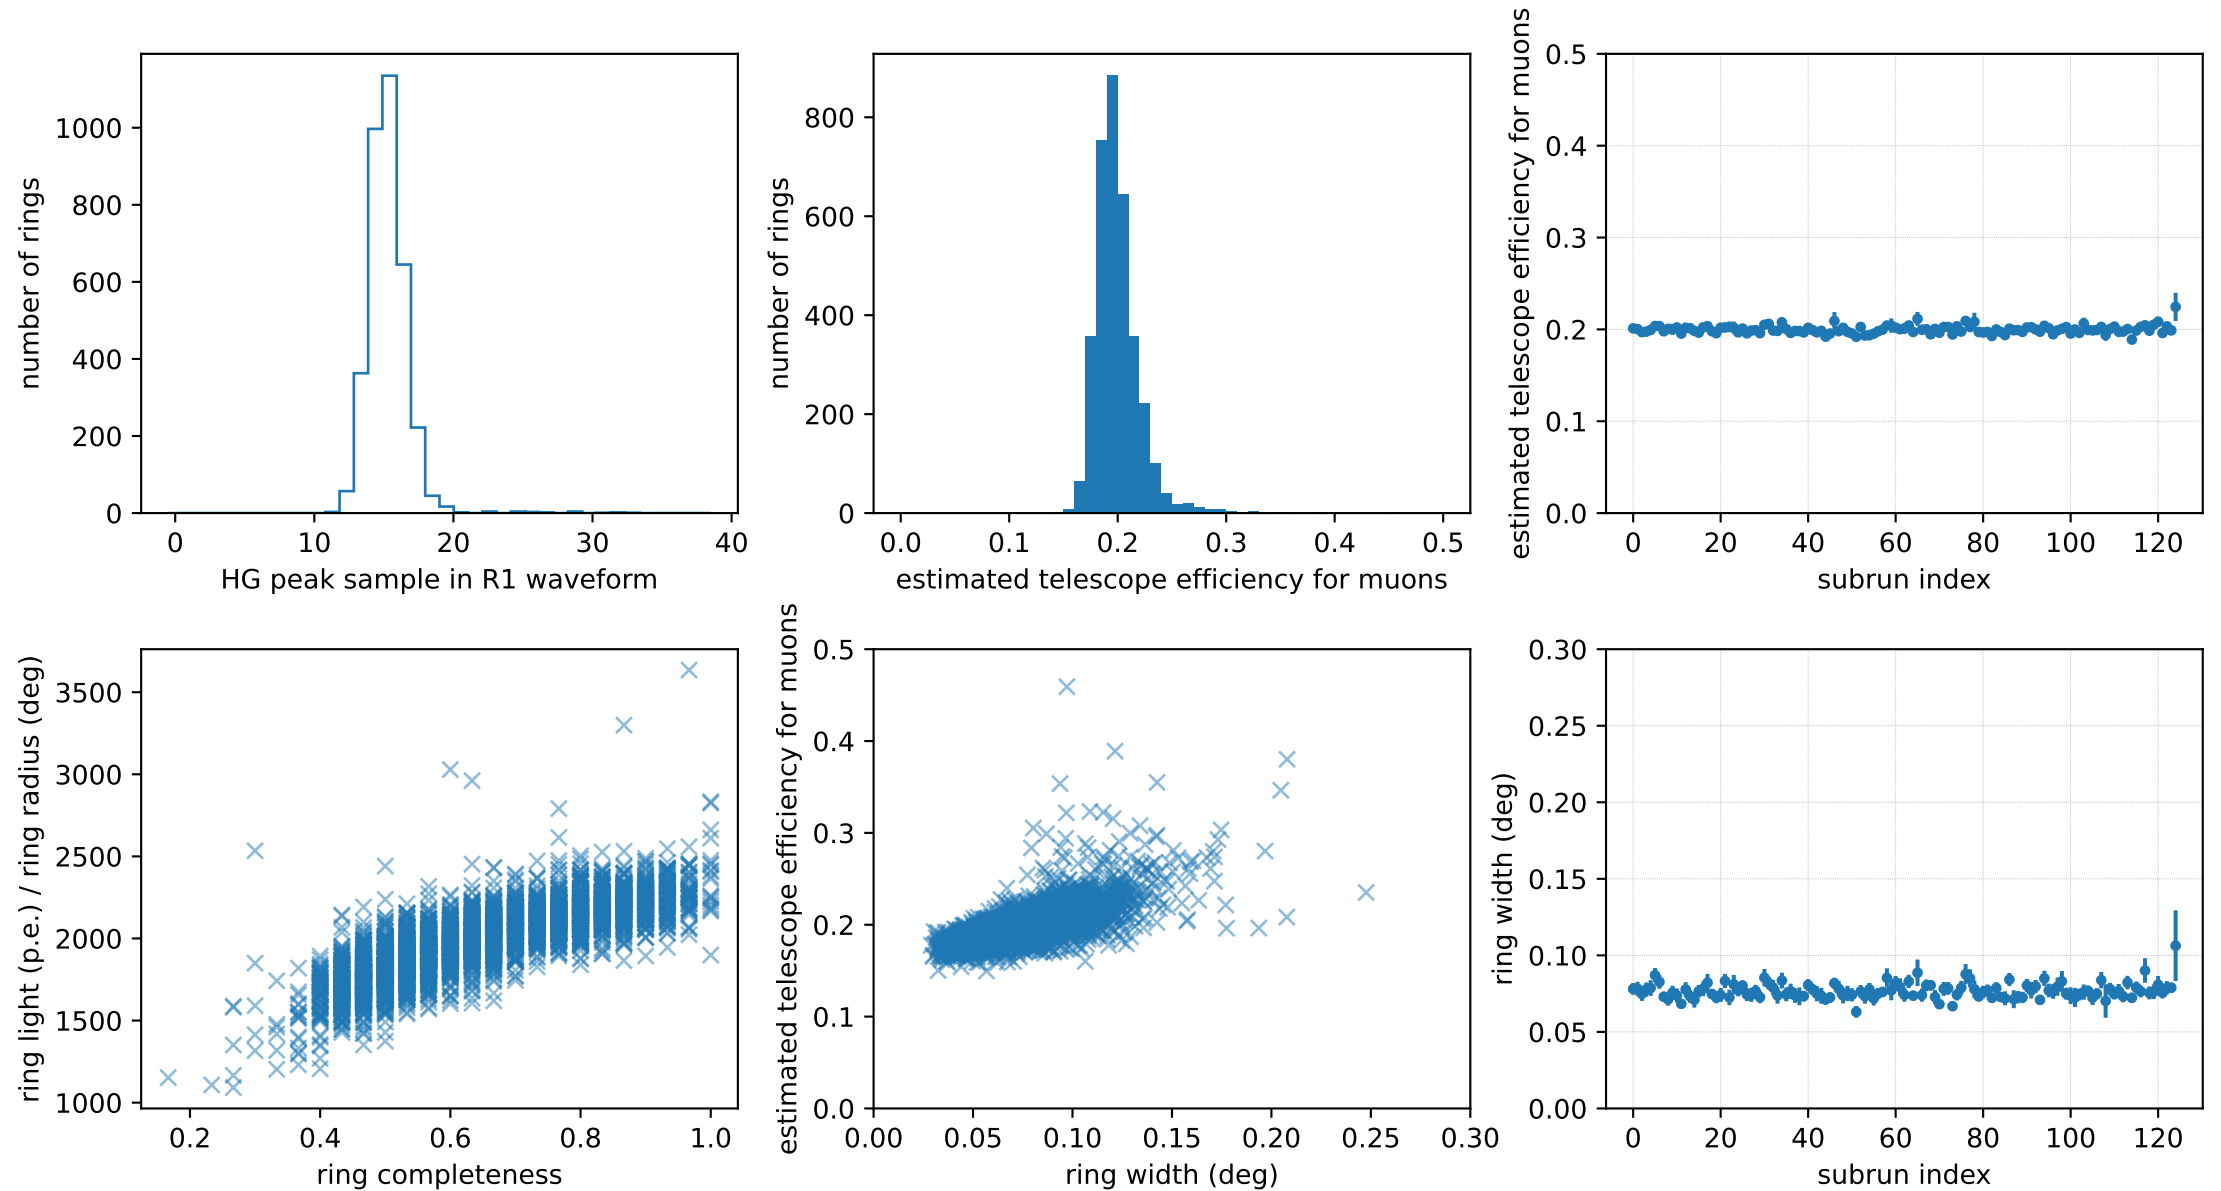 number of rings
1000
800
600
400
200
0
0 10 20 30 40
HG peak sample in R1 waveform
number of rings
800
600
400
200
0
0.0 0.1 0.2 0.3 0.4 0.5
estimated telescope efficiency for muons
estimated telescope efficiency for muons
0.5
0.4
0.3
0.2
0.1
0.0
0 20 40 60 80 100 120
subrun index
ring light (p.e.) / ring radius (deg)
3500
3000
2500
2000
1500
1000
0.2 0.4 0.6 0.8 1.0
ring completeness
estimated telescope efficiency for muons
0.5
0.4
0.3
0.2
0.1
0.0
0.00 0.05 0.10 0.15 0.20 0.25 0.30
ring width (deg)
ring width (deg)
0.30
0.25
0.20
0.15
0.10
0.05
0.00
0 20 40 60 80 100 120
subrun index